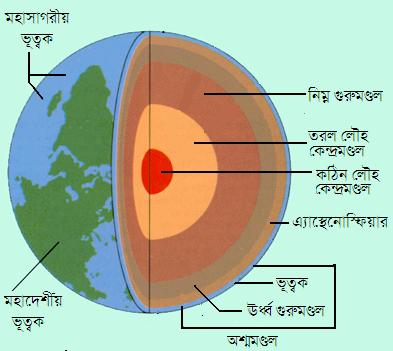 মহাসাগরীয়
ভূত্বক
নিম্ন গুরুমণ্ডল
তরল লৌহ
কেন্দ্রমণ্ডল
কঠিন লৌহ
কেন্দ্রমণ্ডল
এ্যাস্থেনোস্ফিয়ার
ভূত্বক
উর্ধ্ব গুরুমণ্ডল
অশ্মমণ্ডল
মহাদেশীয়
ভূত্বক